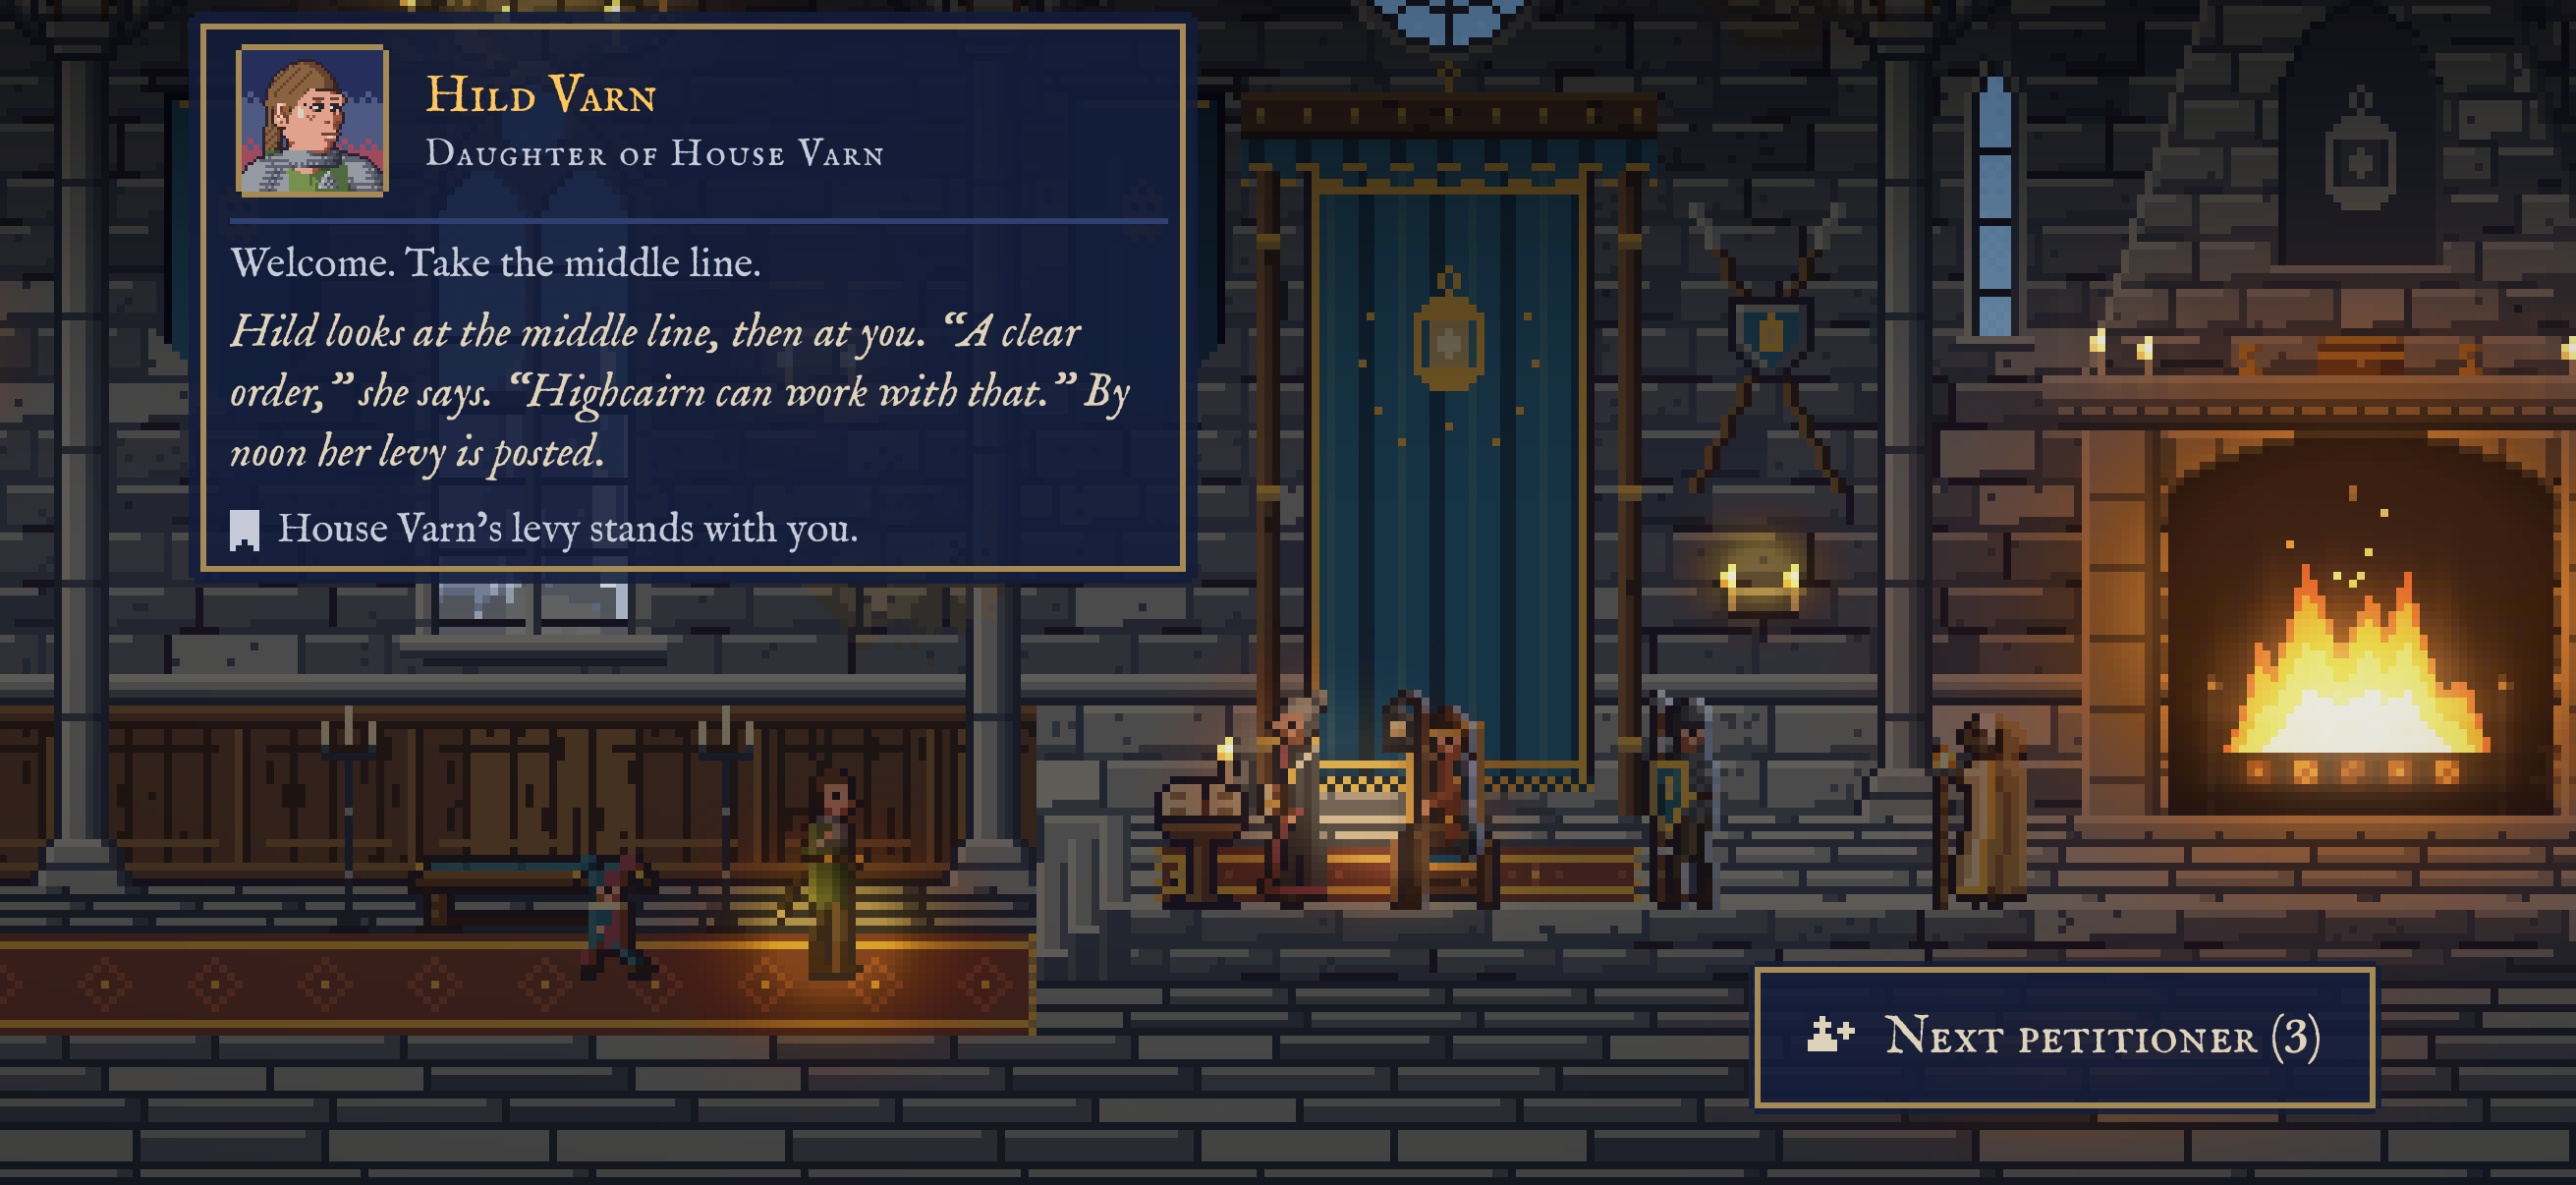 Hild Varn
Daughter of House Varn
Welcome. Take the middle line.
Hild looks at the middle line, then at you. “A clear
order,” she says. “Highcairn can work with that.” By
noon her levy is posted.
House Varn’s levy stands with you.
Next petitioner (3)